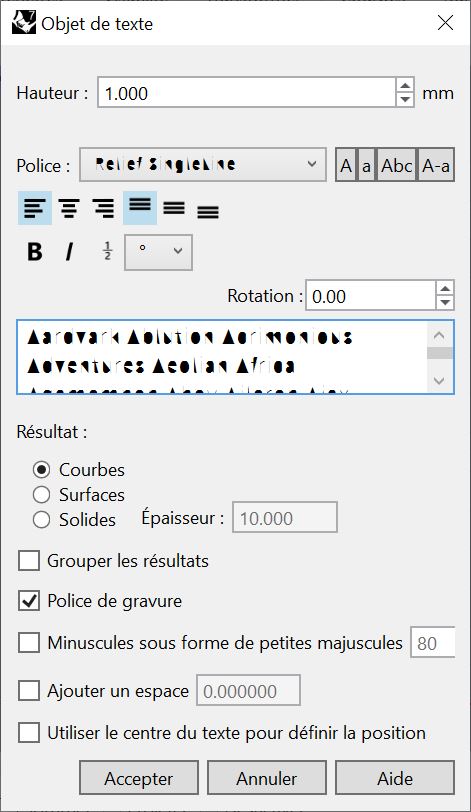 Objet de texte
Hauteur : 1.000 mm
Police : Relief SingleLine A a Abc A-a
B I 1/2 °
Rotation : 0.00
Aardvark Ablution Acrimonious
Adventures Aeolian Africa
Résultat :
Courbes
Surfaces
Solides Épaisseur : 10.000
Grouper les résultats
Police de gravure
Minuscules sous forme de petites majuscules 80
Ajouter un espace 0.000000
Utiliser le centre du texte pour définir la position
Accepter Annuler Aide